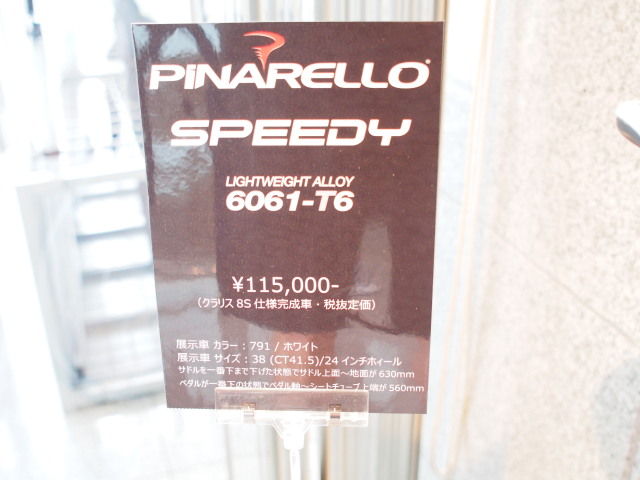 PINARELLO
SPEEDY
LIGHTWEIGHT ALLOY
6061-T6
¥115,000-
(クラリス 8S 仕様完成車・税抜定価)
展示車 カラー：791 / ホワイト
展示車 サイズ：38 (CT41.5)/24 インチホィール
サドルを一番下まで下げた状態でサドル上面～地面が 630mm
ペダルが一番下の状態でペダル軸～シートチューブ上端が 560mm